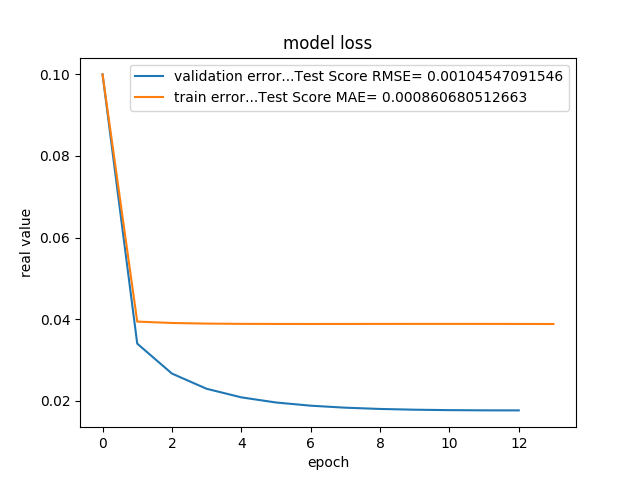 model loss
validation error...Test Score RMSE= 0.00104547091546
train error...Test Score MAE= 0.000860680512663
real value
0.10
0.08
0.06
0.04
0.02
0 2 4 6 8 10 12
epoch